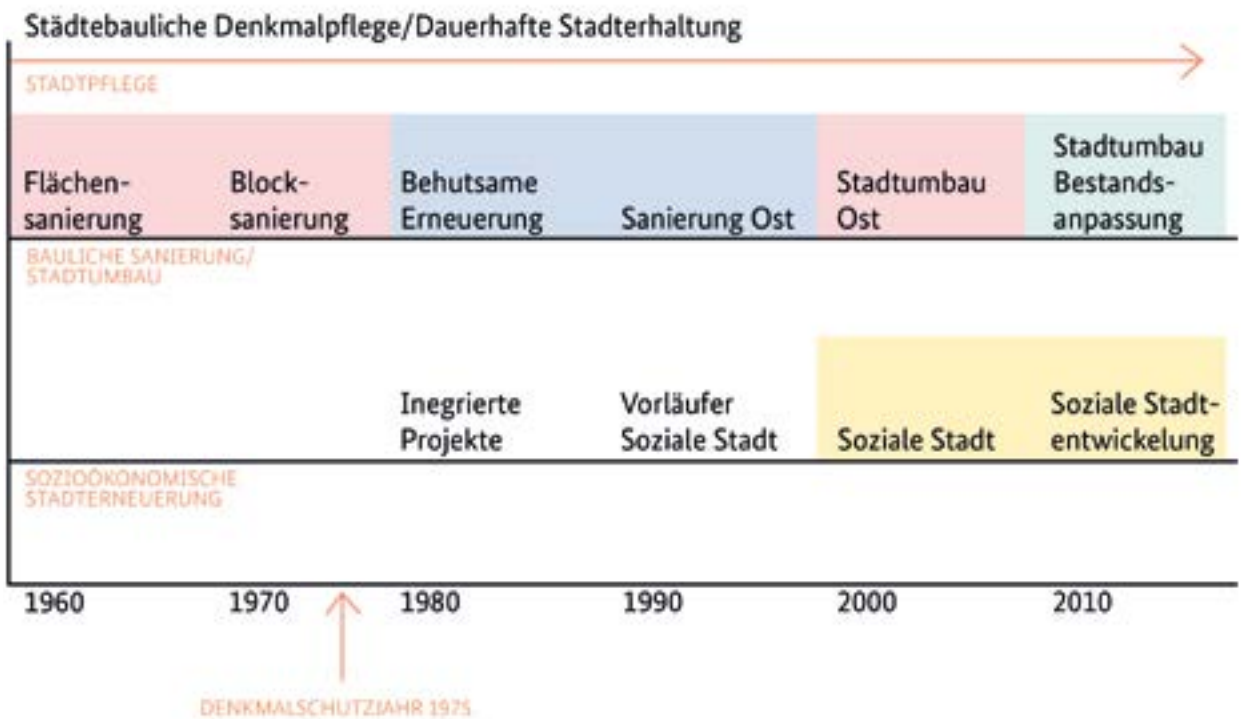 Städtebauliche Denkmalpflege/Dauerhafte Stadterhaltung
STADTPFLEGE
Flächen-
sanierung
Block-
sanierung
Behutsame
Erneuerung
Sanierung Ost
Stadtumbau
Ost
Stadtumbau
Bestands-
anpassung
BAULICHE SANIERUNG/
STADTUMBAU
Inegrierte
Projekte
Vorläufer
Soziale Stadt
Soziale Stadt
Soziale Stadt-
entwickelung
SOZIOÖKONOMISCHE
STADTERNEUERUNG
1960
1970
1980
1990
2000
2010
DENKMALSCHUTZJAHR 1975